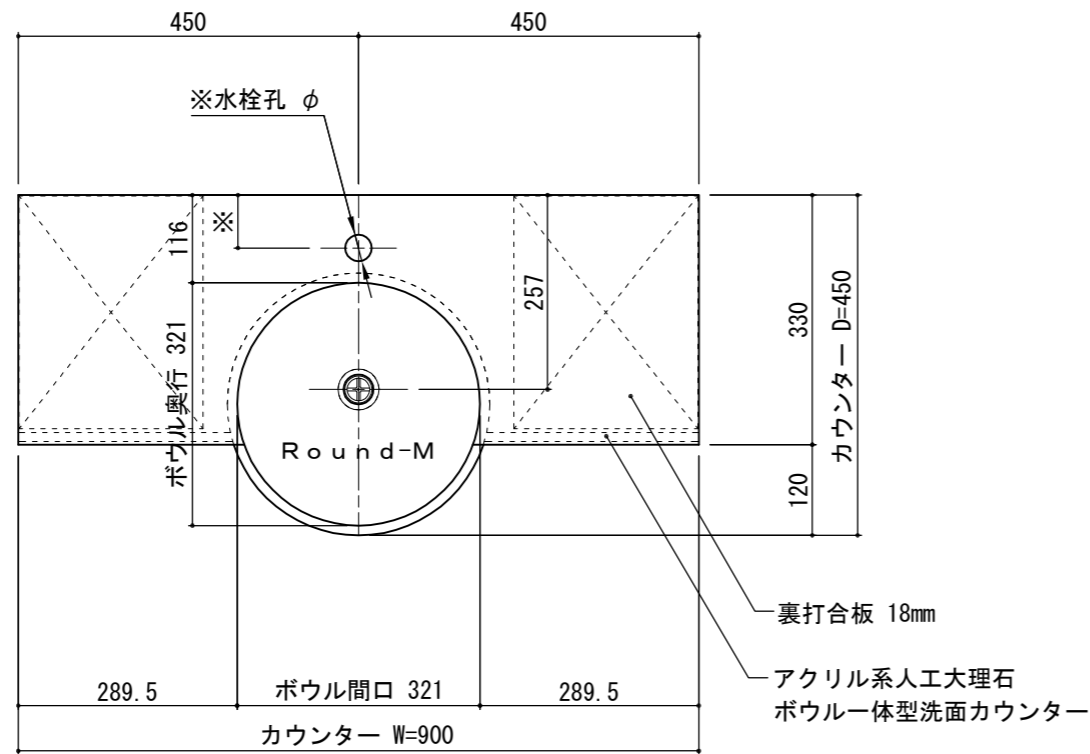 450
450
※水栓孔 φ
116
※
ボウル奥行 321
257
330
カウンター D=450
120
Round-M
裏打合板 18mm
アクリル系人工大理石
ボウル一体型洗面カウンター
289.5
ボウル間口 321
289.5
カウンター W=900